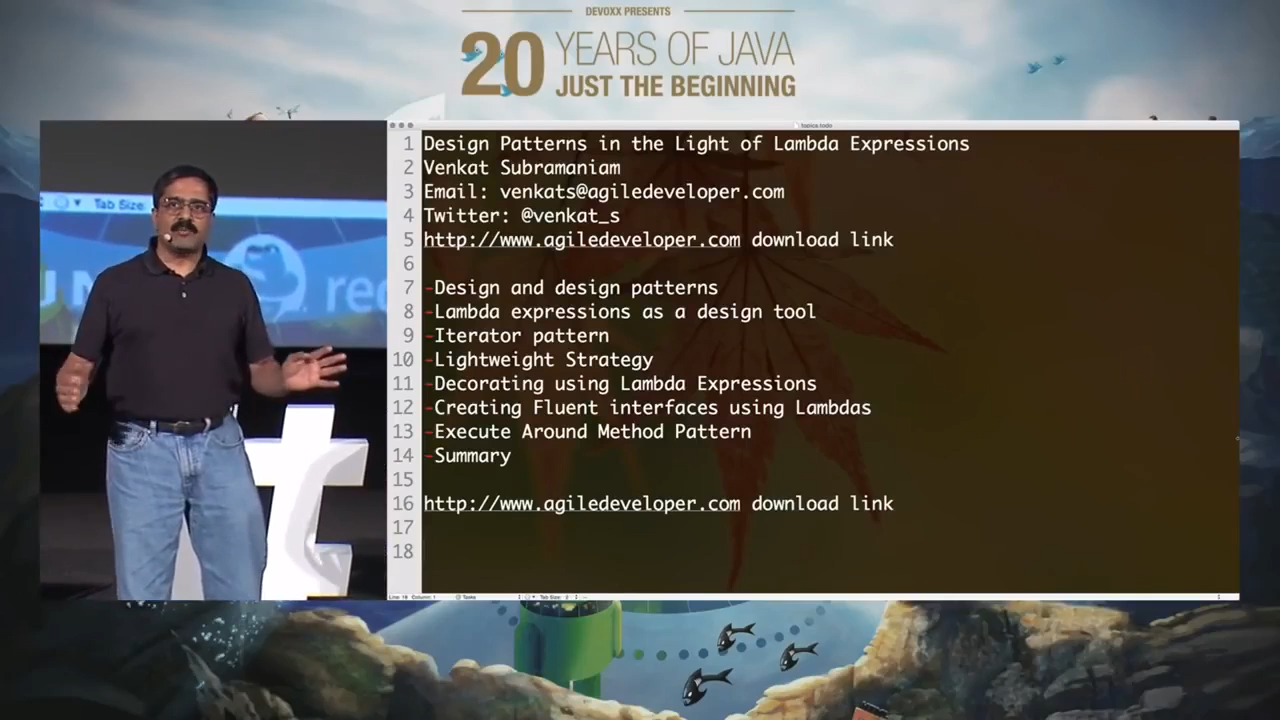 DEVOXX PRESENTS
20 YEARS OF JAVA
JUST THE BEGINNING
Tab Size:
rec
1 Design Patterns in the Light of Lambda Expressions
2 Venkat Subramaniam
3 Email: venkats@agiledeveloper.com
4 Twitter: @venkat_s
5 http://www.agiledeveloper.com download link
6
7 -Design and design patterns
8 -Lambda expressions as a design tool
9 -Iterator pattern
10 -Lightweight Strategy
11 -Decorating using Lambda Expressions
12 -Creating Fluent interfaces using Lambdas
13 -Execute Around Method Pattern
14 -Summary
15
16 http://www.agiledeveloper.com download link
17
18